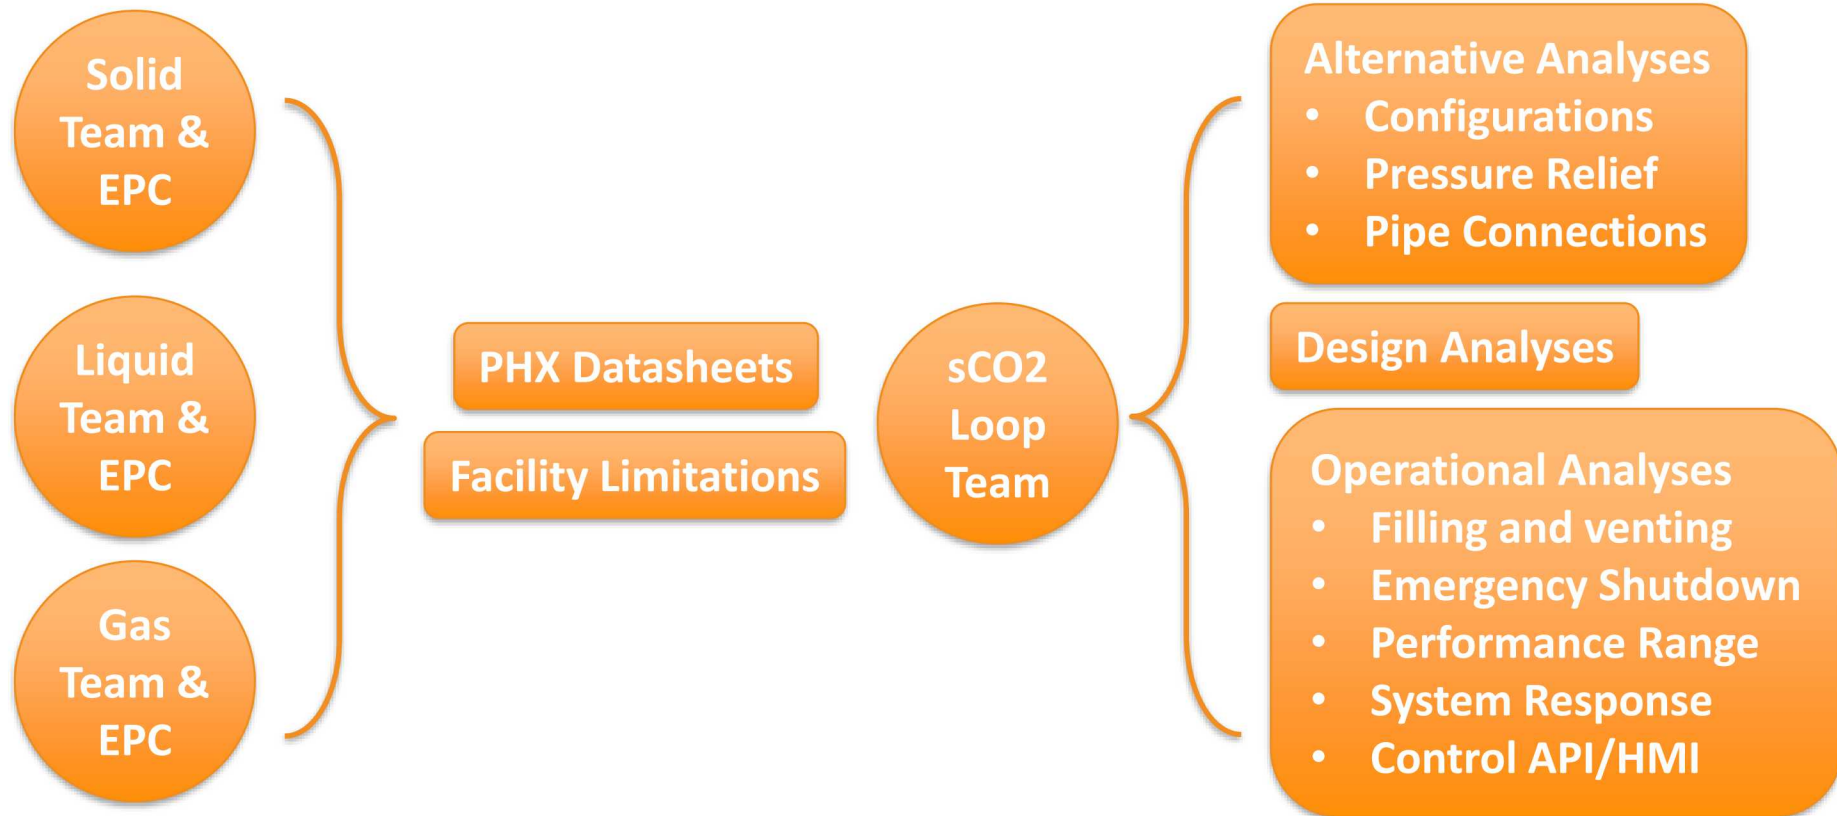 Solid
Team &
EPC
Liquid
Team &
EPC
Gas
Team &
EPC
PHX Datasheets
Facility Limitations
sCO2
Loop
Team
Alternative Analyses
• Configurations
• Pressure Relief
• Pipe Connections
Design Analyses
Operational Analyses
• Filling and venting
• Emergency Shutdown
• Performance Range
• System Response
• Control API/HMI